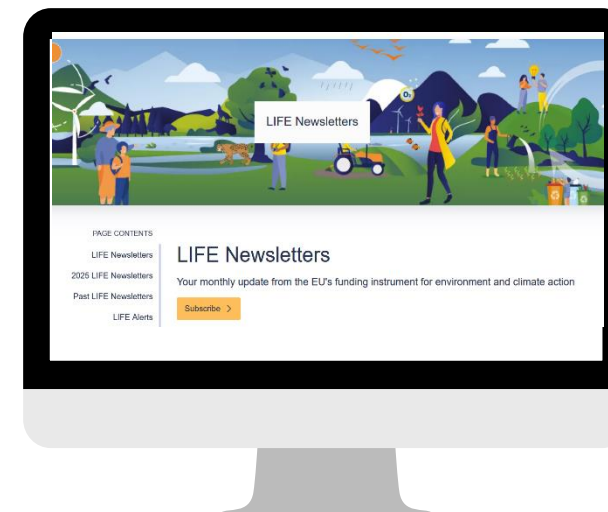 O₂
LIFE Newsletters
PAGE CONTENTS
LIFE Newsletters
2025 LIFE Newsletters
Past LIFE Newsletters
LIFE Alerts
LIFE Newsletters
Your monthly update from the EU's funding instrument for environment and climate action
Subscribe >